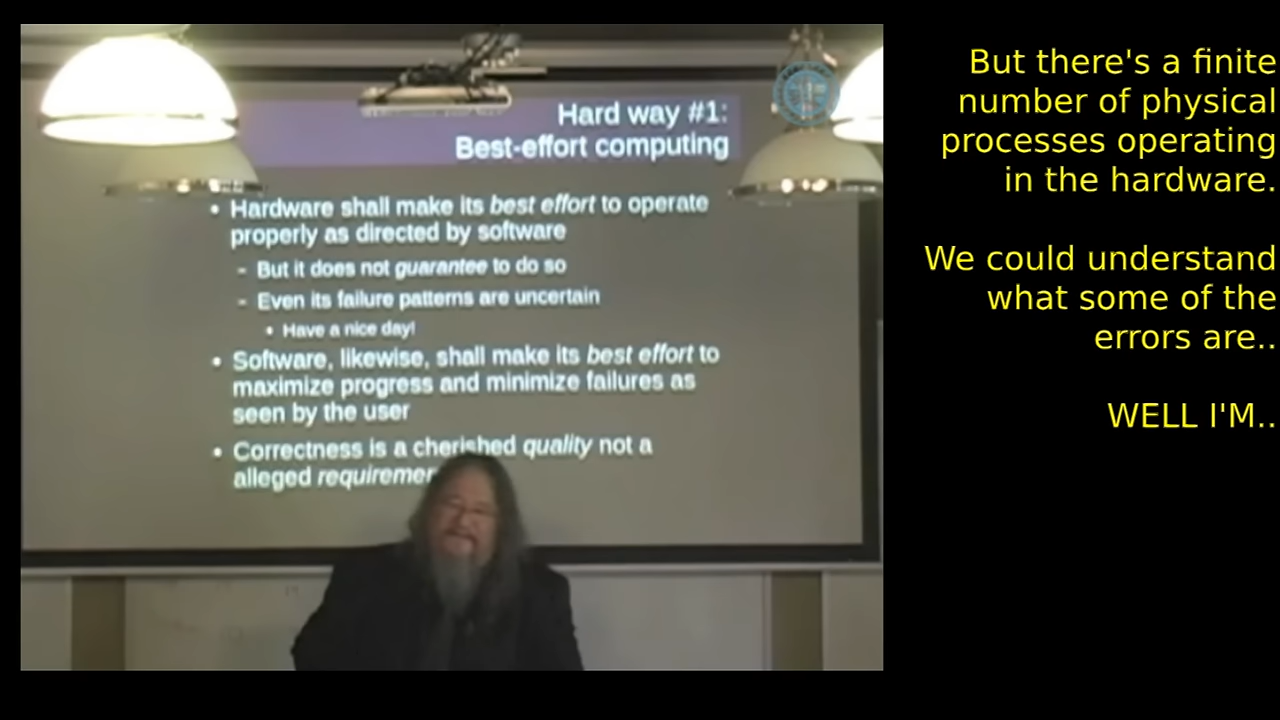 Hard way #1:
Best-effort computing
• Hardware shall make its best effort to operate
properly as directed by software
- But it does not guarantee to do so
- Even its failure patterns are uncertain
• Have a nice day!
• Software, likewise, shall make its best effort to
maximize progress and minimize failures as
seen by the user
• Correctness is a cherished quality not a
alleged
But there's a finite
number of physical
processes operating
in the hardware.
We could understand
what some of the
errors are..
WELL I'M..